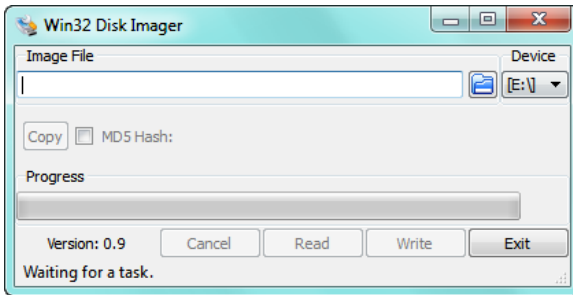 Win32 Disk Imager
Image File Device
[E:\]
Copy MD5 Hash:
Progress
Version: 0.9 Cancel Read Write Exit
Waiting for a task.